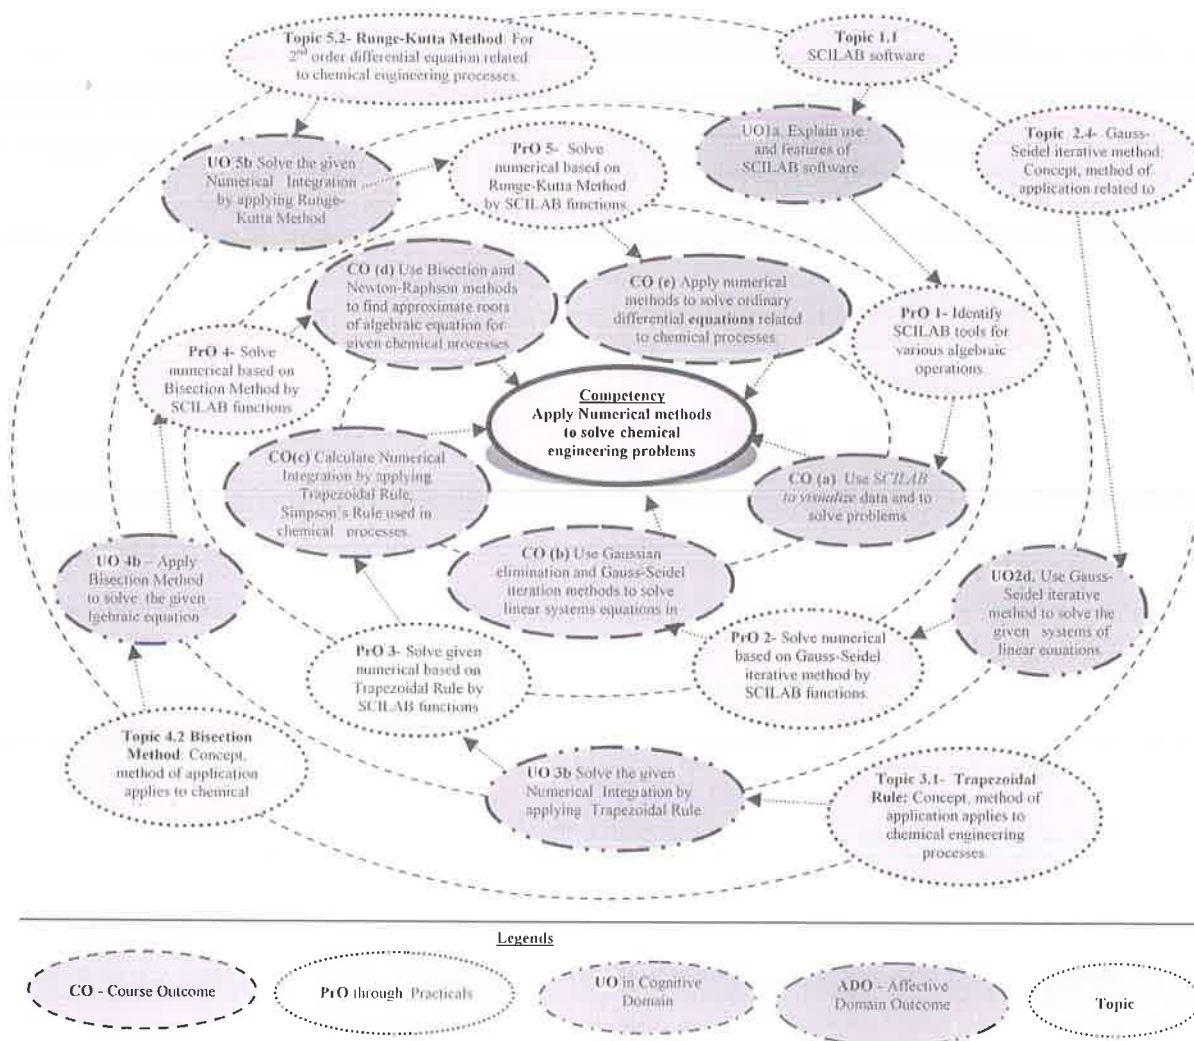 Topic 5.2- Runge-Kutta Method: For
2nd order differential equation related
to chemical engineering processes.
Topic 1.1
SCILAB software
UO 5b Solve the given
Numerical Integration
by applying Runge-
Kutta Method
PrO 5- Solve
numerical based on
Runge-Kutta Method
by SCILAB functions
UO1a. Explain use
and features of
SCILAB software
Topic 2.4- Gauss-
Seidel iterative method:
Concept, method of
application related to
CO (d) Use Bisection and
Newton-Raphson methods
to find approximate roots
of algebraic equation for
given chemical processes
CO (e) Apply numerical
methods to solve ordinary
differential equations related
to chemical processes.
PrO 1- Identify
SCILAB tools for
various algebraic
operations.
PrO 4- Solve
numerical based on
Bisection Method by
SCILAB functions
Competency
Apply Numerical methods
to solve chemical
engineering problems
CO(c) Calculate Numerical
Integration by applying
Trapezoidal Rule,
Simpson's Rule used in
chemical processes.
CO (a) Use SCILAB
to visualize data and to
solve problems
UO 4b – Apply
Bisection Method
to solve the given
lgebraic equation
CO (b) Use Gaussian
elimination and Gauss-Seidel
iteration methods to solve
linear systems equations in
UO2d. Use Gauss-
Seidel iterative
method to solve the
given systems of
linear equations
PrO 3- Solve given
numerical based on
Trapezoidal Rule by
SCILAB functions
PrO 2- Solve numerical
based on Gauss-Seidel
iterative method by
SCILAB functions.
Topic 4.2 Bisection
Method: Concept,
method of application
applies to chemical
UO 3b Solve the given
Numerical Integration by
applying Trapezoidal Rule
Topic 3.1- Trapezoidal
Rule: Concept, method of
application applies to
chemical engineering
processes.
Legends
CO - Course Outcome
PrO through Practicals
UO in Cognitive
Domain
ADO - Affective
Domain Outcome
Topic